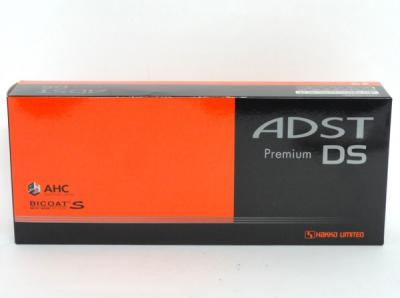 ADST
Premium DS
AHC
BICOAT S
HAKKO LIMITED